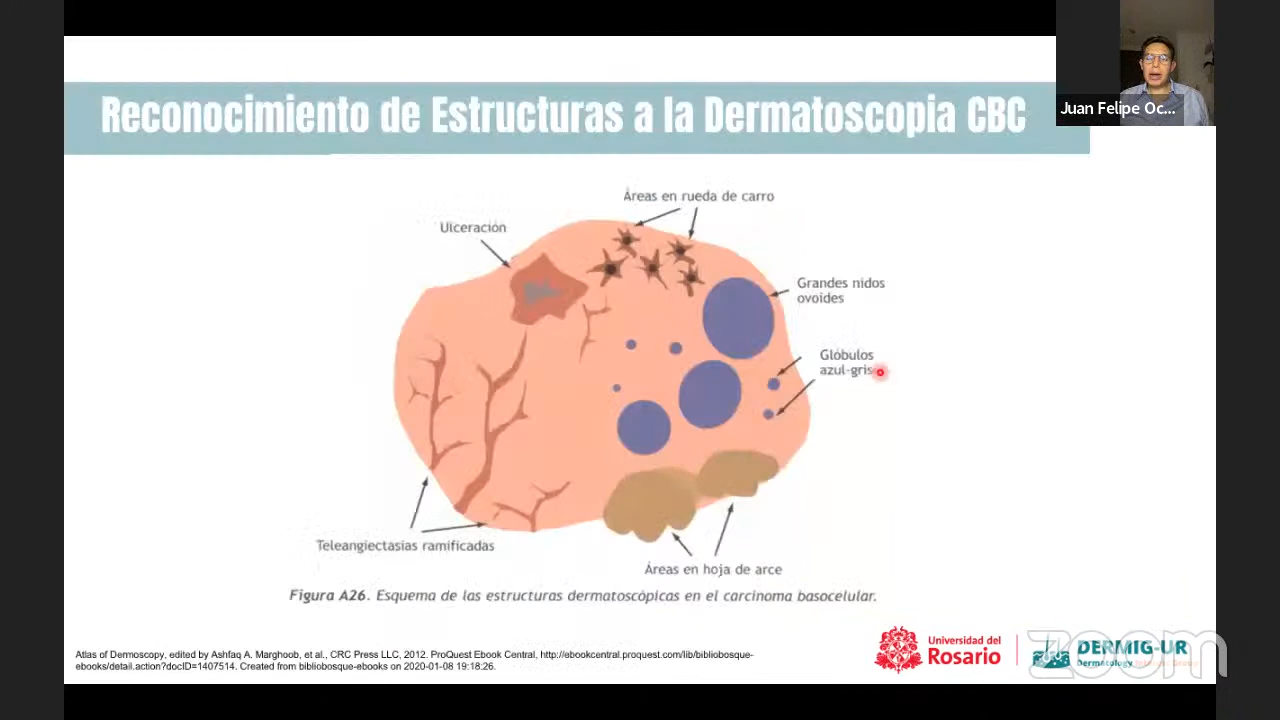 Juan Felipe Oc...
Reconocimiento de Estructuras a la Dermatoscopia CBC
Áreas en rueda de carro
Ulceración
Grandes nidos
ovoides
Glóbulos
azul-gris
Teleangiectasias ramificadas
Áreas en hoja de arce
Figura A26. Esquema de las estructuras dermatoscópicas en el carcinoma basocelular.
Atlas of Dermoscopy, edited by Ashfaq A. Marghoob, et al., CRC Press LLC, 2012. ProQuest Ebook Central, http://ebookcentral.proquest.com/lib/bibliobosque-
ebooks/detail.action?docID=1407514. Created from bibliobosque-ebooks on 2020-01-08 19:18:26.
Universidad del
Rosario
DERMIG-UR
Dermatology Interest Group
zoom